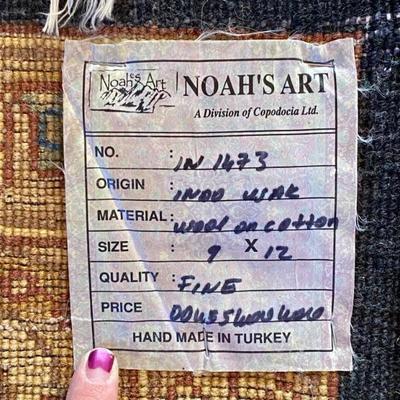 Noah's Art
NOAH'S ART
A Division of Copodocia Ltd.
NO. : IN 1473
ORIGIN : INDO USAK
MATERIAL : WOOL ON COTTON
SIZE : 9 X 12
QUALITY : FINE
PRICE
HAND MADE IN TURKEY